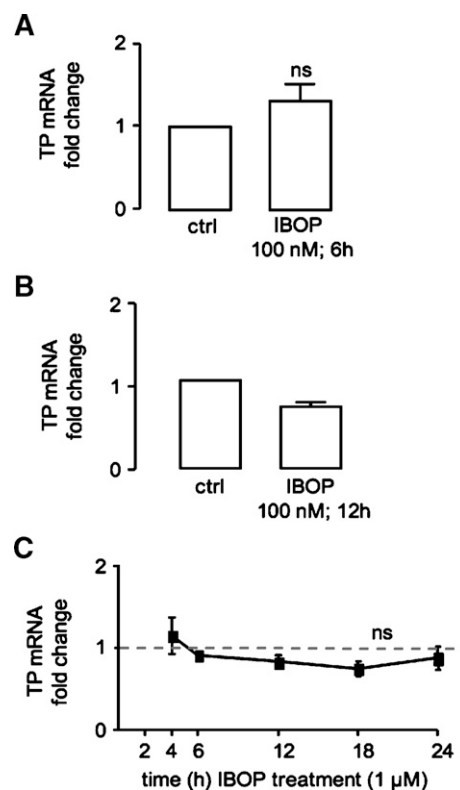 A
TP mRNA
fold change
2
1
0
ns
ctrl
IBOP
100 nM; 6h
B
TP mRNA
fold change
2
1
0
ctrl
IBOP
100 nM; 12h
C
TP mRNA
fold change
2
1
0
ns
2 4 6 12 18 24
time (h) IBOP treatment (1 µM)